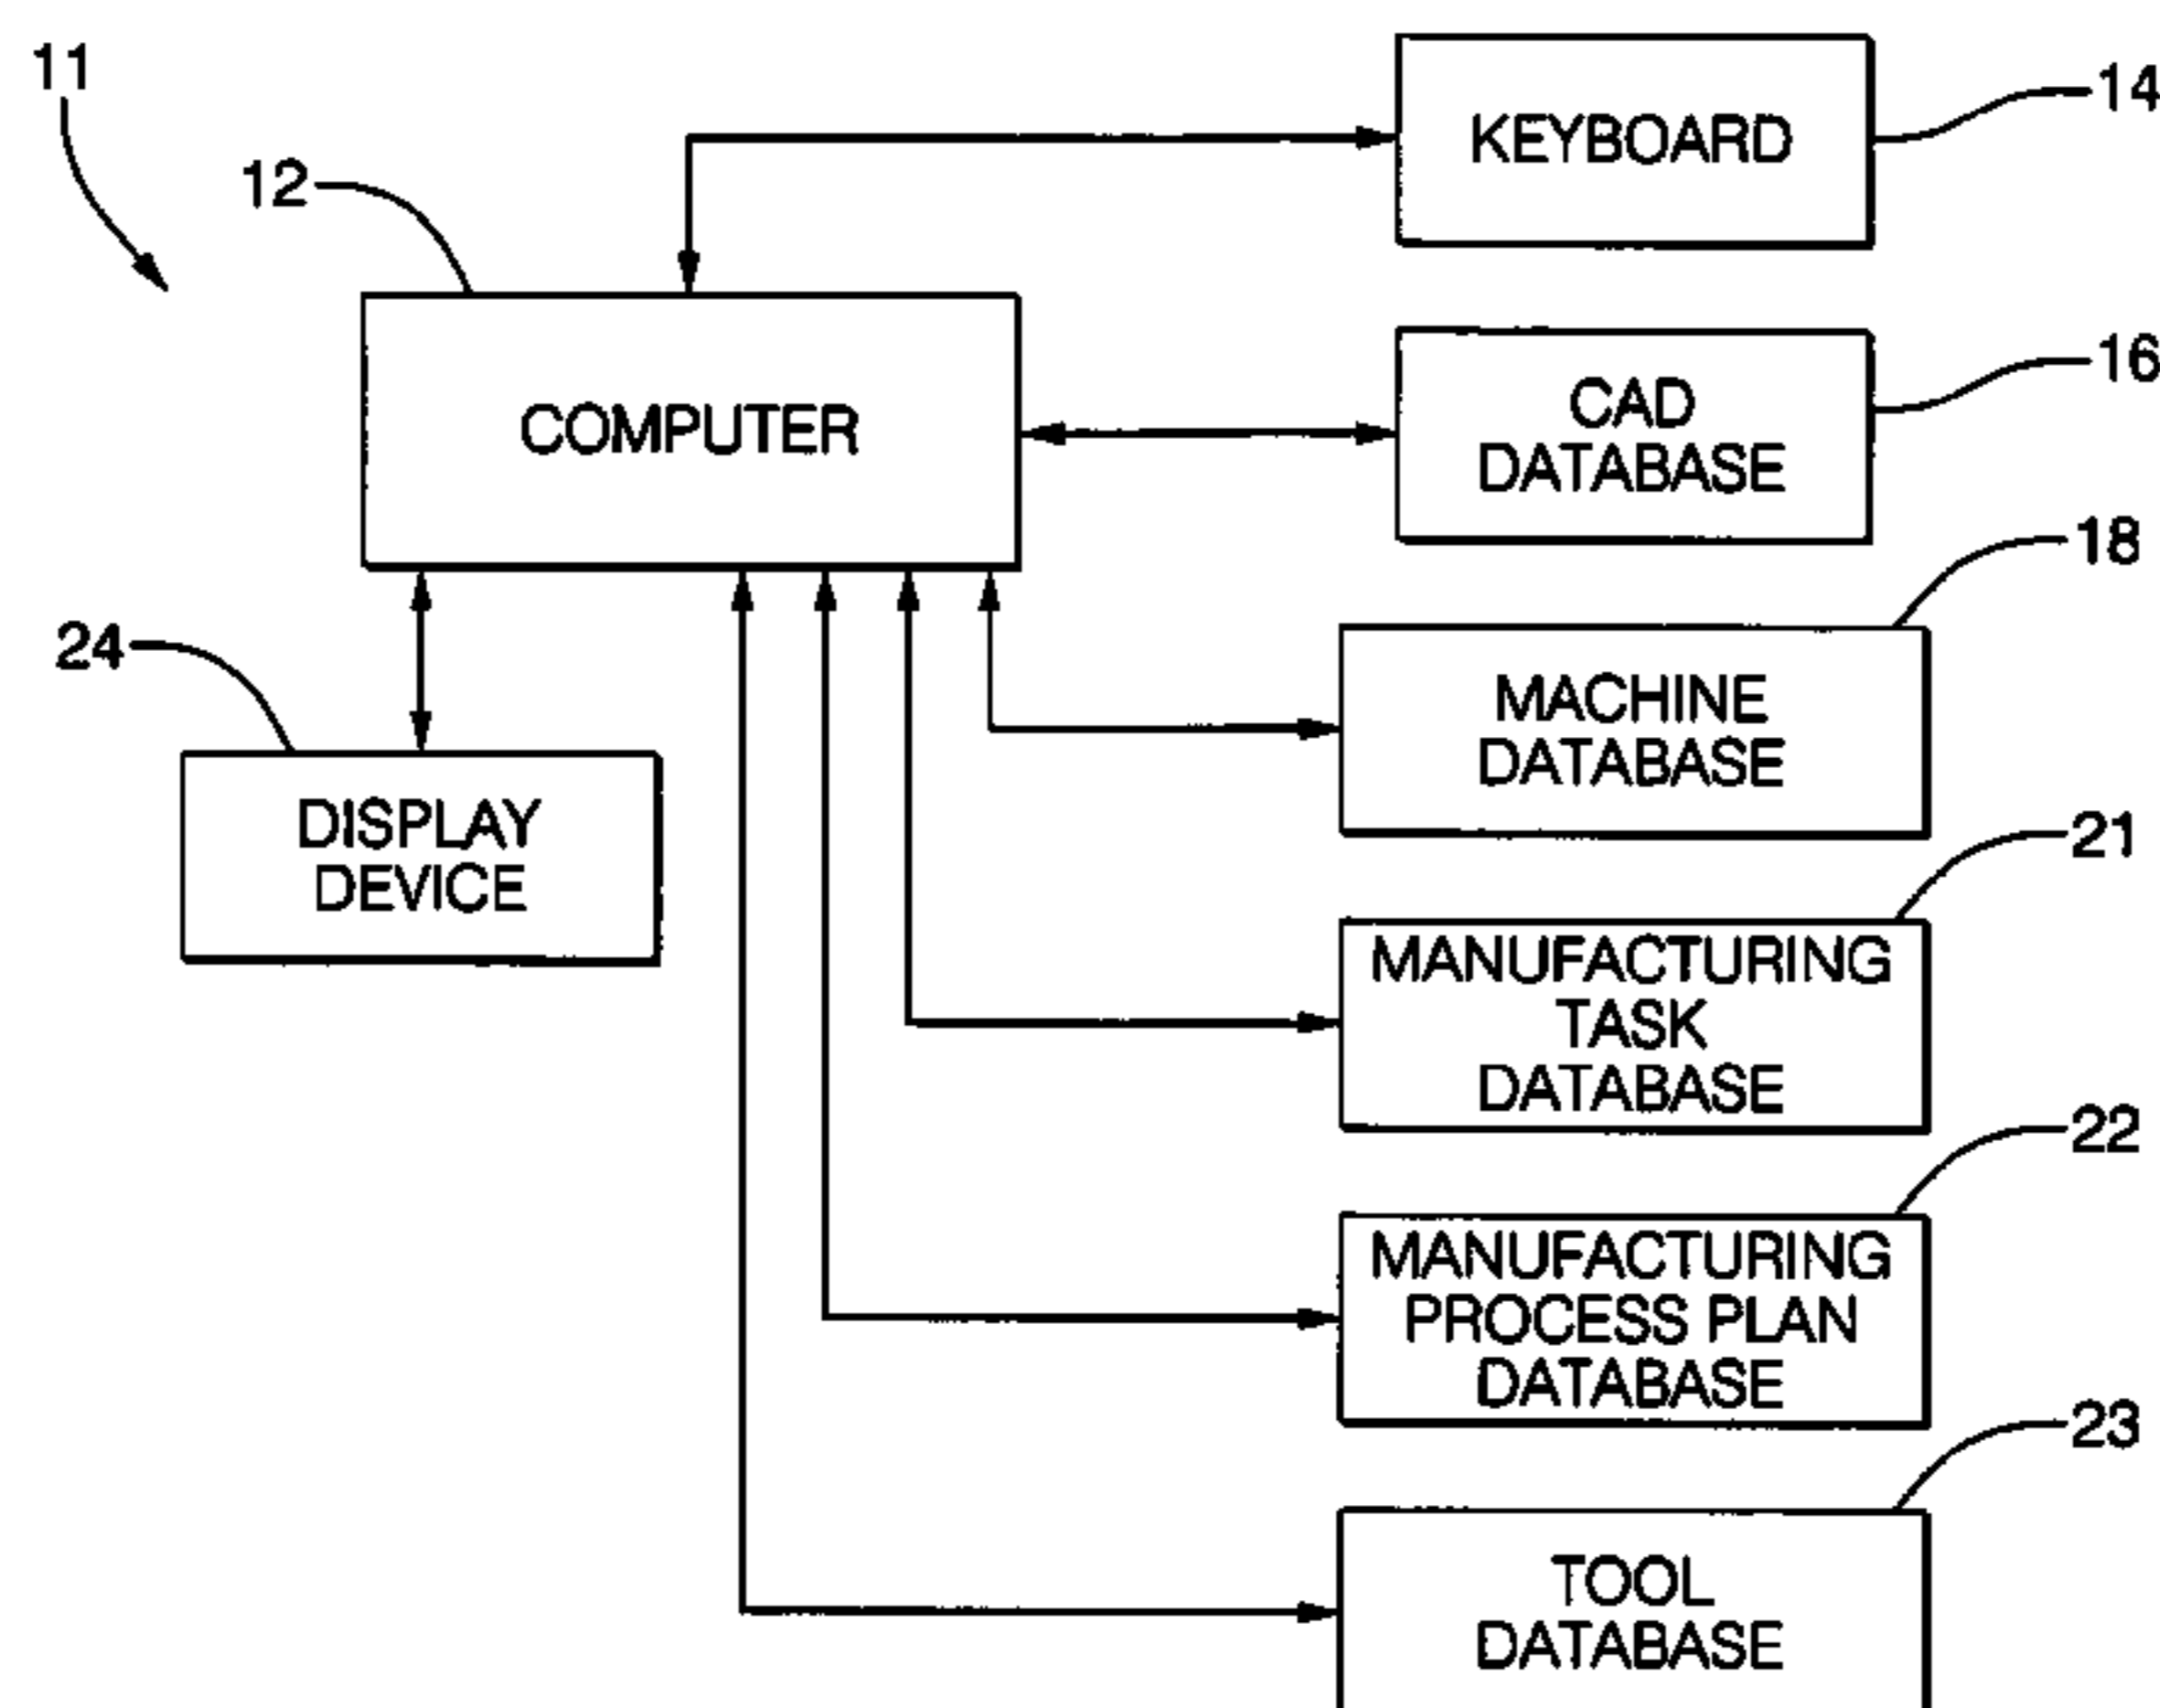 11
12
KEYBOARD
14
COMPUTER
CAD
DATABASE
16
18
MACHINE
DATABASE
24
DISPLAY
DEVICE
21
MANUFACTURING
TASK
DATABASE
22
MANUFACTURING
PROCESS PLAN
DATABASE
23
TOOL
DATABASE